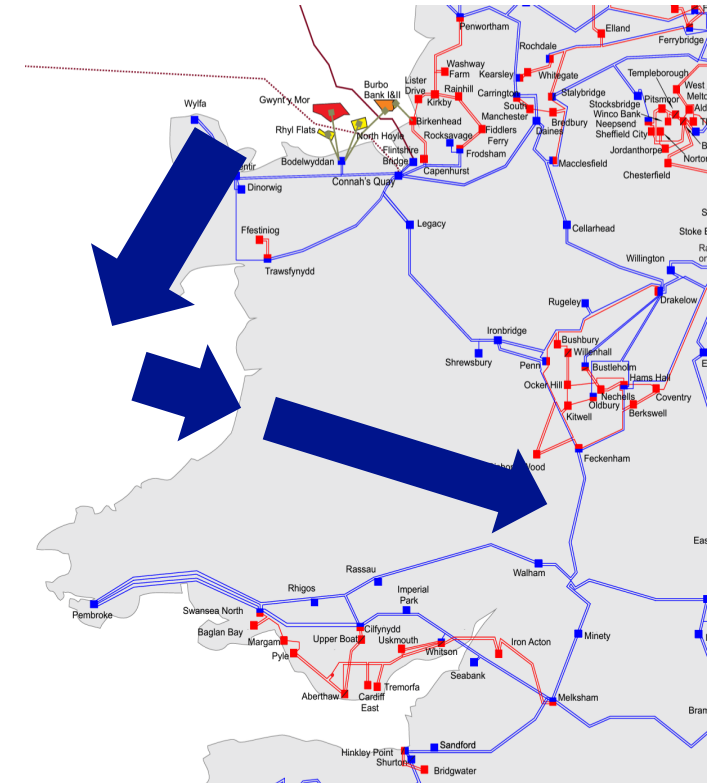 Penwortham
Elland
Rochdale
Ferrybridge
Washway
Farm
Kearsley
Whitegate
Templeborough
West
Melto
Lister
Drive
Rainhill
Carrington
Stalybridge
Stocksbridge
Pitsmoor
Burbo
Bank I&II
Kirkby
South
Manchester
Winco Bank
Neepsend
Sheffield City
Gwynt y Mor
Wylfa
Birkenhead
Fiddlers
Ferry
Daines
Bredbury
Rhyl Flats
North Hoyle
Rocksavage
Jordanthorpe
Norton
Flintshire
Bridge
Frodsham
Macclesfield
Chesterfield
Bodelwyddan
Capenhurst
Connah's Quay
Dinorwig
Legacy
Cellarhead
Ffestiniog
Trawsfynydd
Willington
Rugeley
Drakelow
Ironbridge
Bushbury
Willenhall
Shrewsbury
Penn
Bustleholm
Hams Hall
Ocker Hill
Nechells
Coventry
Oldbury
Kitwell
Berkswell
Feckenham
Walham
Rassau
Rhigos
Imperial
Park
Pembroke
Swansea North
Baglan Bay
Cilfynydd
Margam
Upper Boat
Uskmouth
Iron Acton
Minety
Pyle
Whitson
Seabank
Aberthaw
Cardiff
East
Tremorfa
Melksham
Hinkley Point
Sandford
Shurton
Bridgwater